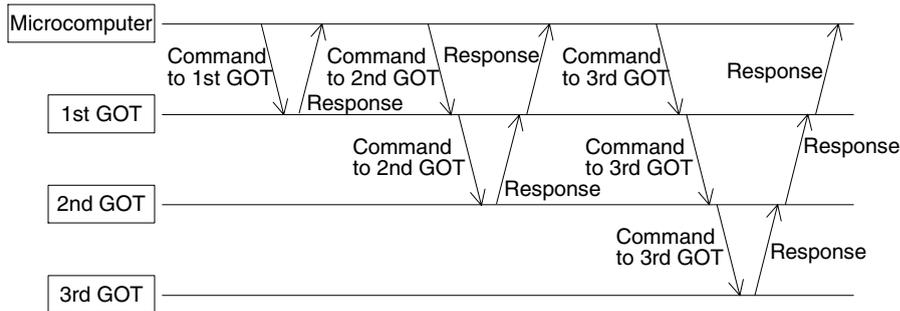 Microcomputer
Command
to 1st GOT
Response
Command
to 2nd GOT
Response
Command
to 3rd GOT
Response
1st GOT
Command
to 2nd GOT
Response
Command
to 3rd GOT
Response
2nd GOT
Command
to 3rd GOT
Response
3rd GOT